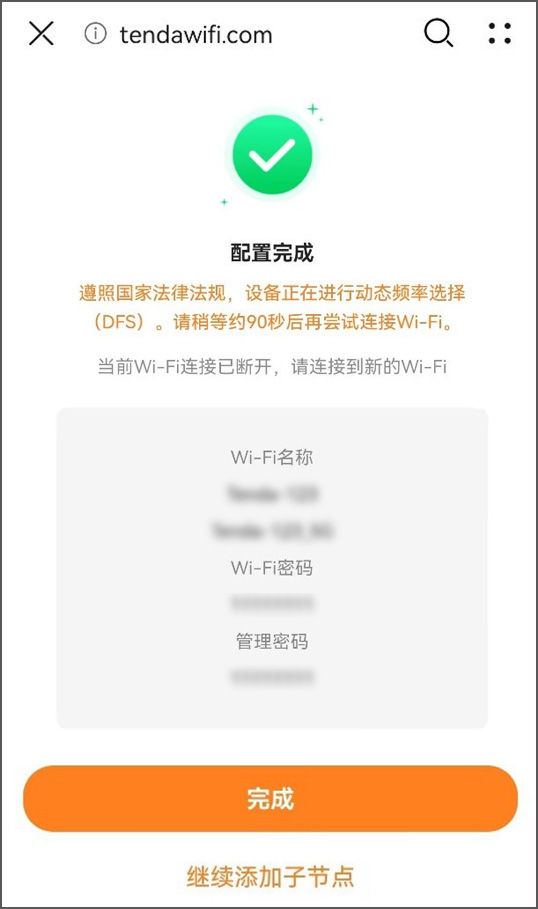 tendawifi.com
配置完成
遵照国家法律法规，设备正在进行动态频率选择
（DFS）。请稍等约90秒后再尝试连接Wi-Fi。
当前Wi-Fi连接已断开，请连接到新的Wi-Fi
Wi-Fi名称
Wi-Fi密码
管理密码
完成
继续添加子节点